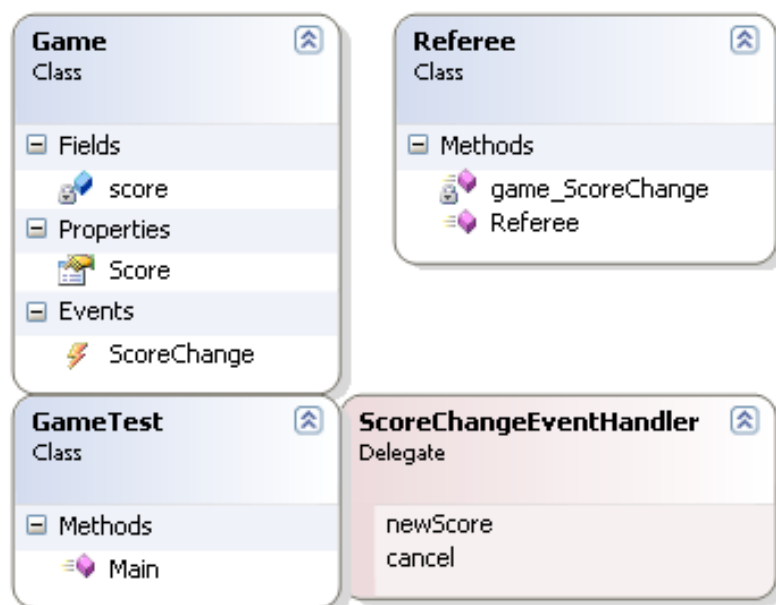 Game
Class
Fields
score
Properties
Score
Events
ScoreChange
Referee
Class
Methods
game_ScoreChange
Referee
GameTest
Class
Methods
Main
ScoreChangeEventHandler
Delegate
newScore
cancel